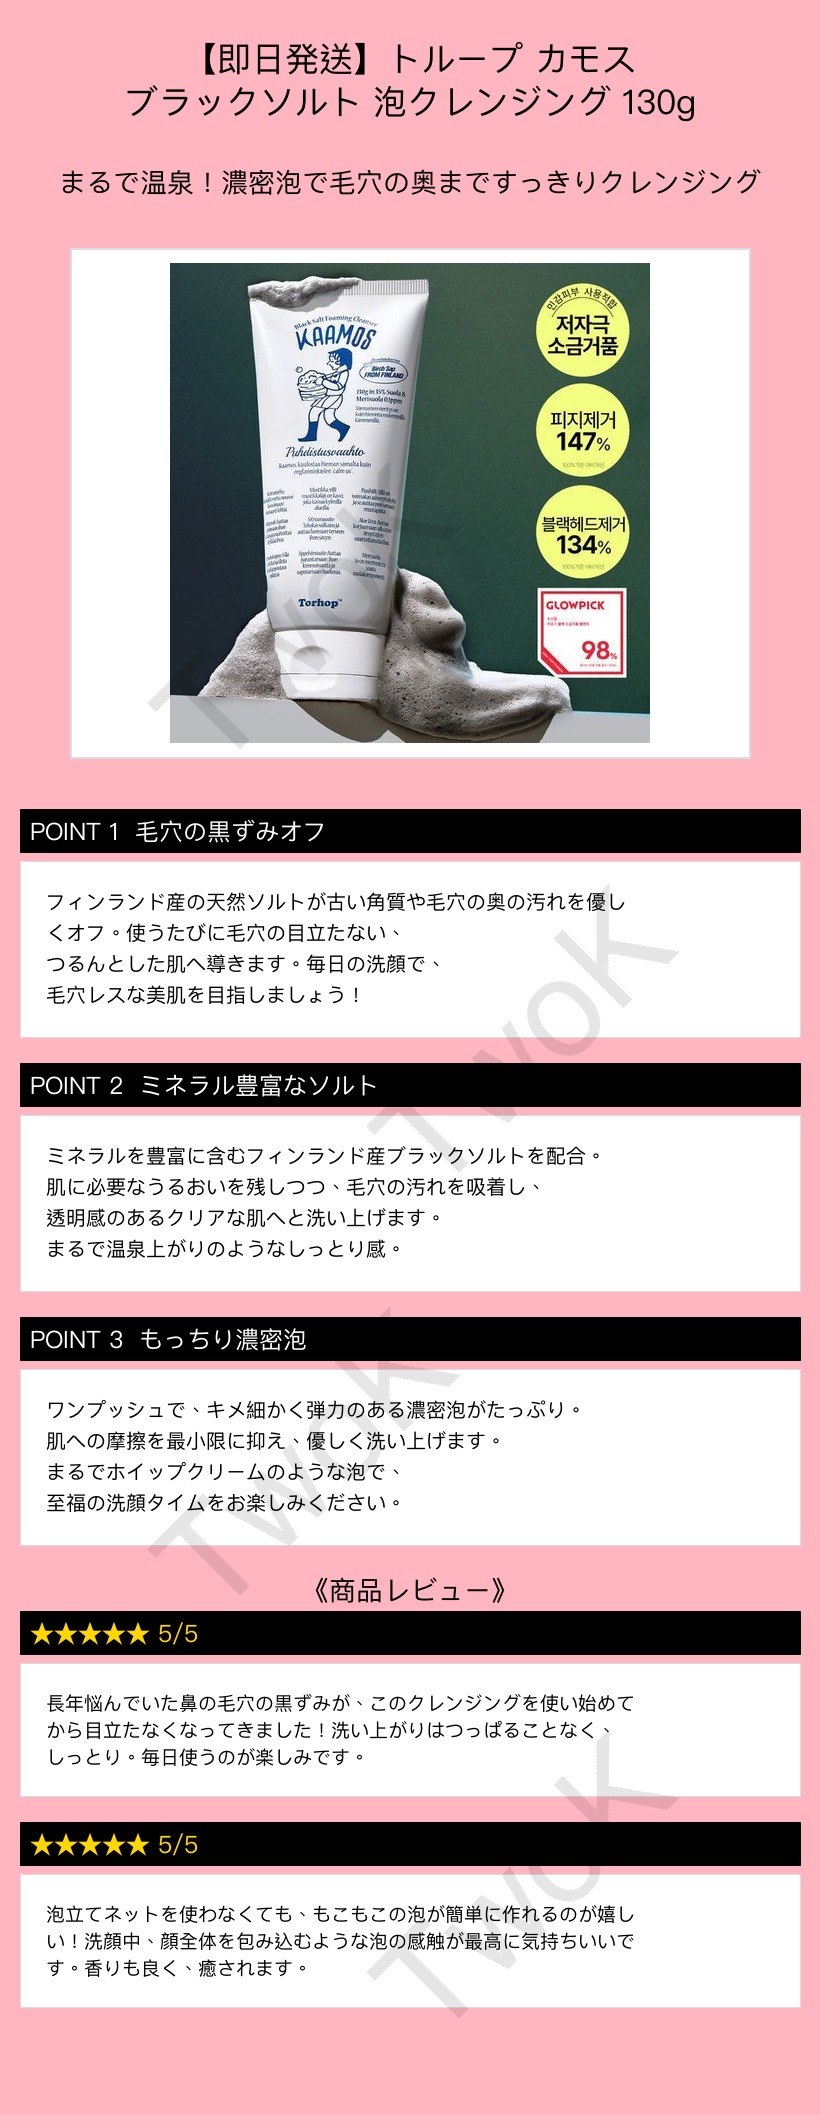 【即日発送】トループ カモス
ブラックソルト 泡クレンジング 130g
まるで温泉！濃密泡で毛穴の奥まですっきりクレンジング
Black Salt Foaming Cleanser
KAAMOS
Birch Sap
FROM FINLAND
130g in 35% Suola &
Merisuola 0.1ppm
Puhdistusvaahto
Kaamos, kuulostaa hieman samalta kuin
englanninkielen 'calm us'.
Torhop™
민감피부 사용적합
저자극
소금거품
피지제거
147%
블랙헤드제거
134%
GLOWPICK
98%
POINT 1 毛穴の黒ずみオフ
フィンランド産の天然ソルトが古い角質や毛穴の奥の汚れを優し
くオフ。使うたびに毛穴の目立たない、
つるんとした肌へ導きます。毎日の洗顔で、
毛穴レスな美肌を目指しましょう！
POINT 2 ミネラル豊富なソルト
ミネラルを豊富に含むフィンランド産ブラックソルトを配合。
肌に必要なうるおいを残しつつ、毛穴の汚れを吸着し、
透明感のあるクリアな肌へと洗い上げます。
まるで温泉上がりのようなしっとり感。
POINT 3 もっちり濃密泡
ワンプッシュで、キメ細かく弾力のある濃密泡がたっぷり。
肌への摩擦を最小限に抑え、優しく洗い上げます。
まるでホイップクリームのような泡で、
至福の洗顔タイムをお楽しみください。
《商品レビュー》
★★★★★ 5/5
長年悩んでいた鼻の毛穴の黒ずみが、このクレンジングを使い始めて
から目立たなくなってきました！洗い上がりはつっぱることなく、
しっとり。毎日使うのが楽しみです。
★★★★★ 5/5
泡立てネットを使わなくても、もこもこの泡が簡単に作れるのが嬉し
い！洗顔中、顔全体を包み込むような泡の感触が最高に気持ちいいで
す。香りも良く、癒されます。
TwoK
TwoK
TwoK
TwoK